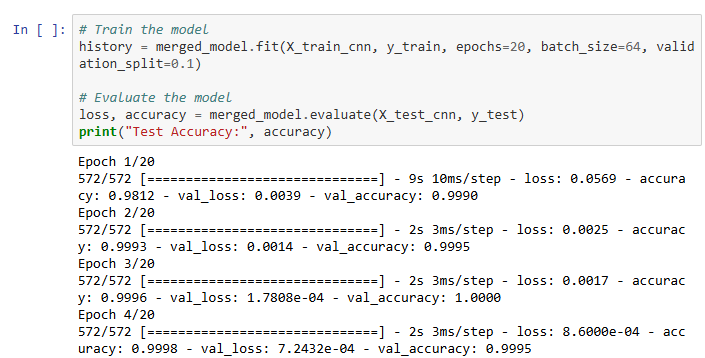 In [ ]: # Train the model
history = merged_model.fit(X_train_cnn, y_train, epochs=20, batch_size=64, valid
ation_split=0.1)
# Evaluate the model
loss, accuracy = merged_model.evaluate(X_test_cnn, y_test)
print("Test Accuracy:", accuracy)
Epoch 1/20
572/572 [==============================] - 9s 10ms/step - loss: 0.0569 - accura
cy: 0.9812 - val_loss: 0.0039 - val_accuracy: 0.9990
Epoch 2/20
572/572 [==============================] - 2s 3ms/step - loss: 0.0025 - accurac
y: 0.9993 - val_loss: 0.0014 - val_accuracy: 0.9995
Epoch 3/20
572/572 [==============================] - 2s 3ms/step - loss: 0.0017 - accurac
y: 0.9996 - val_loss: 1.7808e-04 - val_accuracy: 1.0000
Epoch 4/20
572/572 [==============================] - 2s 3ms/step - loss: 8.6000e-04 - acc
uracy: 0.9998 - val_loss: 7.2432e-04 - val_accuracy: 0.9995